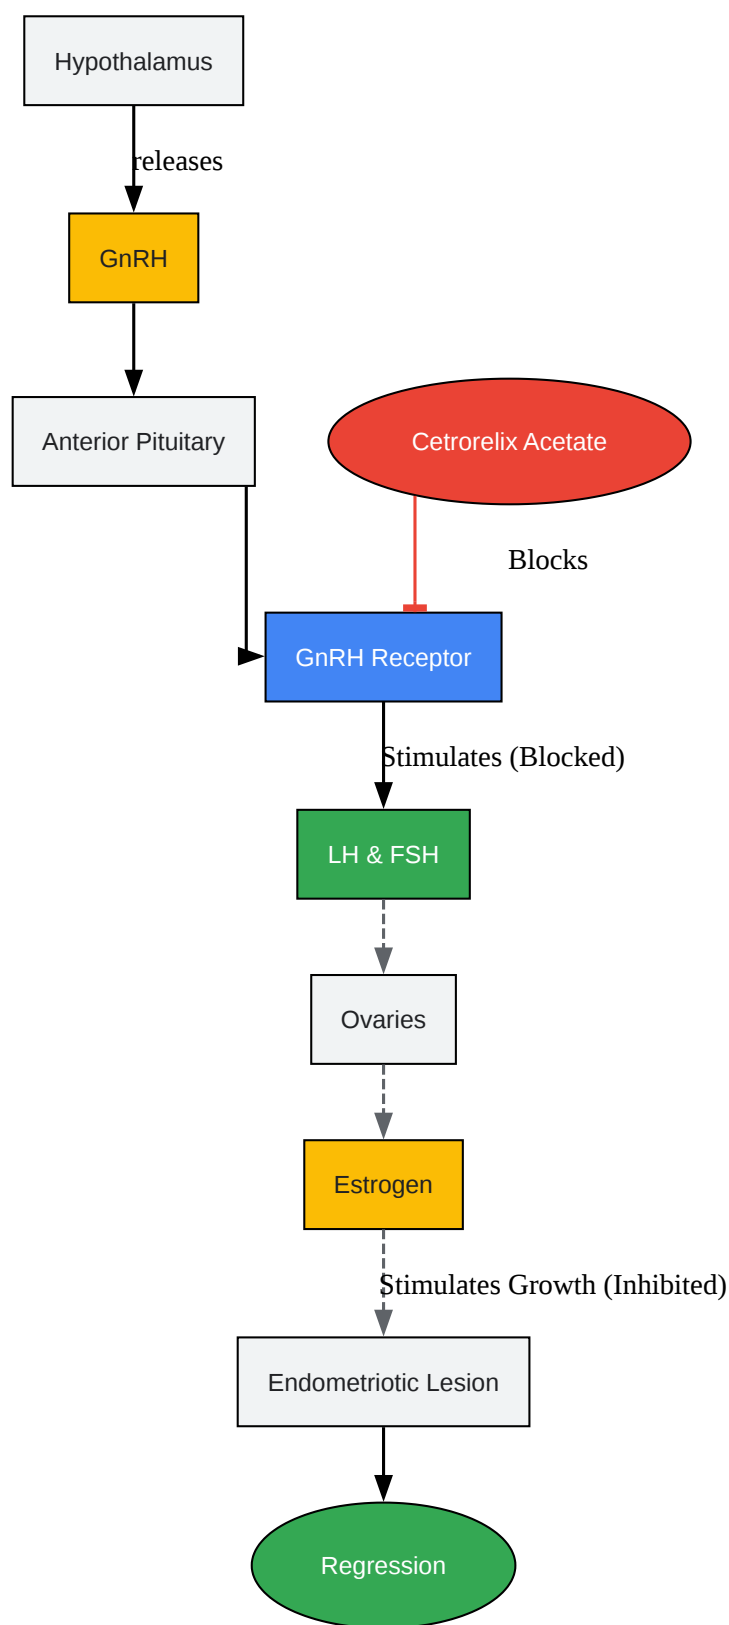 Hypothalamus
releases
GnRH
Anterior Pituitary
Cetrorelix Acetate
Blocks
GnRH Receptor
Stimulates (Blocked)
LH & FSH
Ovaries
Estrogen
Stimulates Growth (Inhibited)
Endometriotic Lesion
Regression